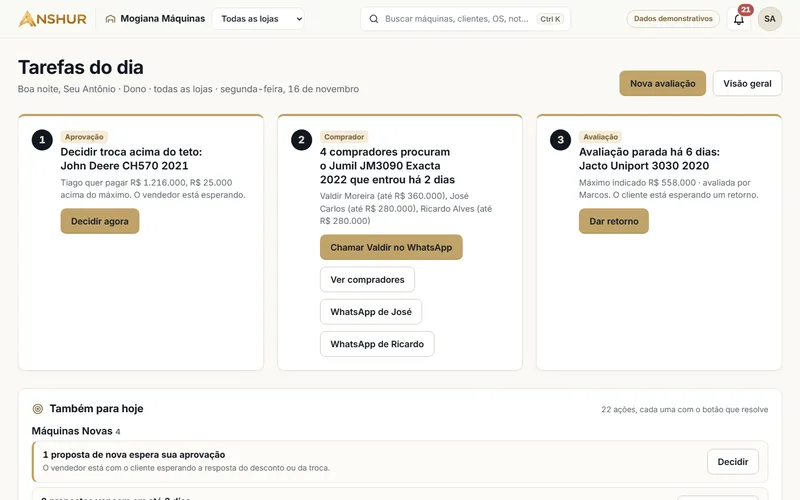 ANSHUR
Mogiana Máquinas
Todas as lojas
Buscar máquinas, clientes, OS, not...
Ctrl K
Dados demonstrativos
21
SA
Tarefas do dia
Boa noite, Seu Antônio · Dono · todas as lojas · segunda-feira, 16 de novembro
Nova avaliação
Visão geral
1
Aprovação
Decidir troca acima do teto:
John Deere CH570 2021
Tiago quer pagar R$ 1.216.000, R$ 25.000
acima do máximo. O vendedor está esperando.
Decidir agora
2
Comprador
4 compradores procuram
o Jumil JM3090 Exacta
2022 que entrou há 2 dias
Valdir Moreira (até R$ 360.000), José
Carlos (até R$ 280.000), Ricardo Alves (até
R$ 280.000)
Chamar Valdir no WhatsApp
Ver compradores
WhatsApp de José
WhatsApp de Ricardo
3
Avaliação
Avaliação parada há 6 dias:
Jacto Uniport 3030 2020
Máximo indicado R$ 558.000 · avaliada por
Marcos. O cliente está esperando um retorno.
Dar retorno
Também para hoje
22 ações, cada uma com o botão que resolve
Máquinas Novas 4
1 proposta de nova espera sua aprovação
O vendedor está com o cliente esperando a resposta do desconto ou da troca.
Decidir